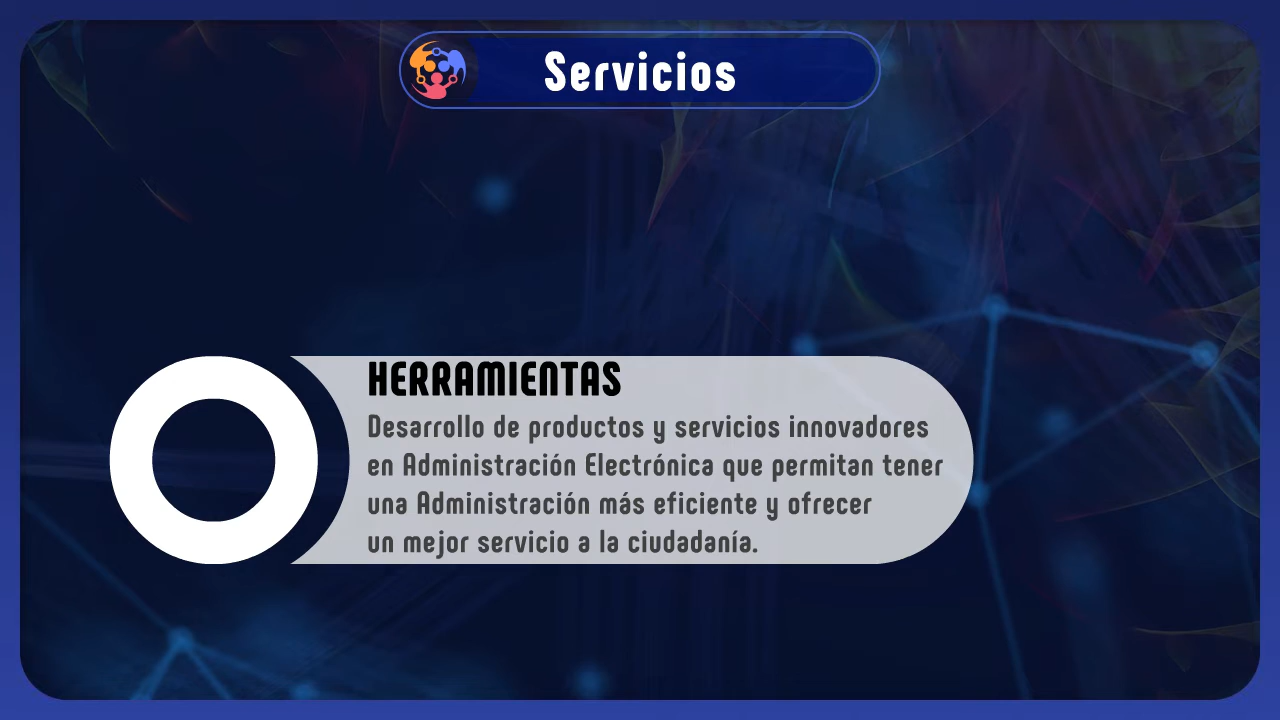 Servicios
HERRAMIENTAS
Desarrollo de productos y servicios innovadores
en Administración Electrónica que permitan tener
una Administración más eficiente y ofrecer
un mejor servicio a la ciudadanía.